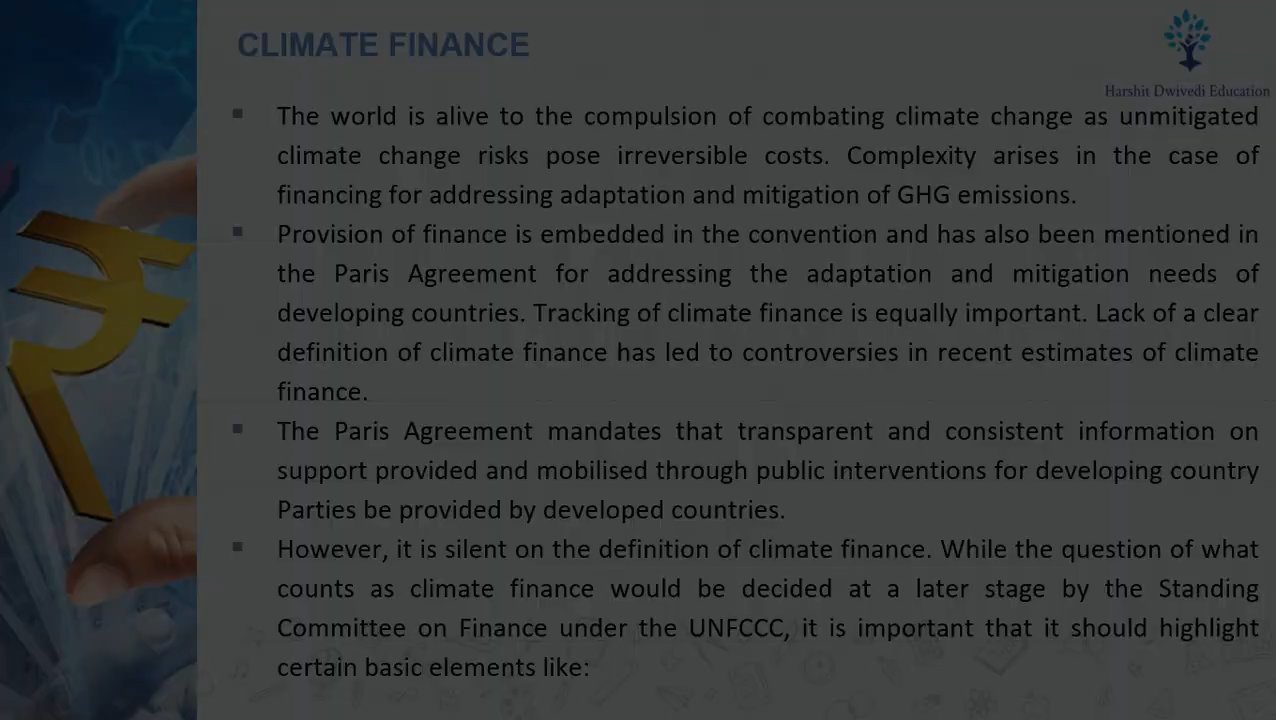 CLIMATE FINANCE
Harshit Dwivedi Education
▪ The world is alive to the compulsion of combating climate change as unmitigated
climate change risks pose irreversible costs. Complexity arises in the case of
financing for addressing adaptation and mitigation of GHG emissions.
▪ Provision of finance is embedded in the convention and has also been mentioned in
the Paris Agreement for addressing the adaptation and mitigation needs of
developing countries. Tracking of climate finance is equally important. Lack of a clear
definition of climate finance has led to controversies in recent estimates of climate
finance.
▪ The Paris Agreement mandates that transparent and consistent information on
support provided and mobilised through public interventions for developing country
Parties be provided by developed countries.
▪ However, it is silent on the definition of climate finance. While the question of what
counts as climate finance would be decided at a later stage by the Standing
Committee on Finance under the UNFCCC, it is important that it should highlight
certain basic elements like: